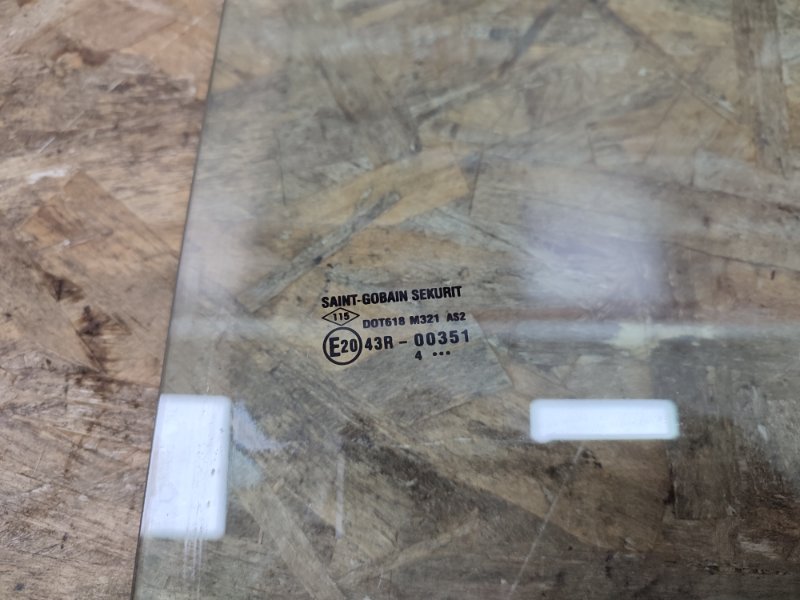 SAINT-GOBAIN SEKURIT
115
DOT618 M321 AS2
E20 43R - 00351
4 •••